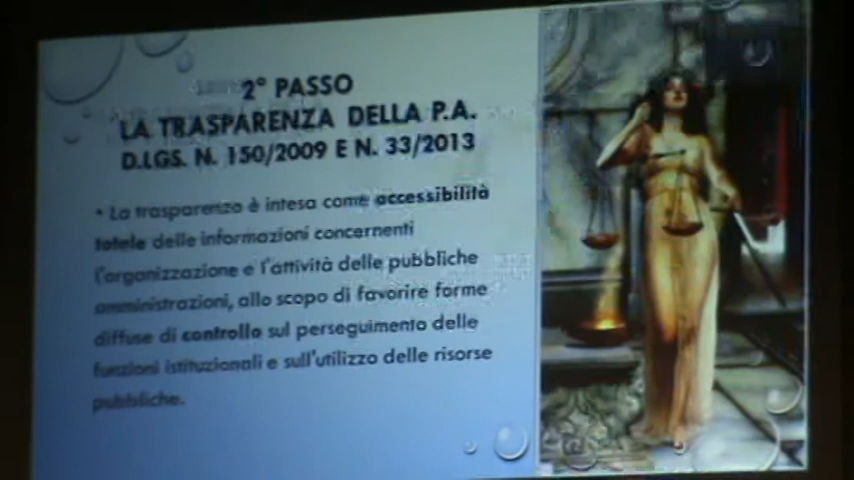 2° PASSO
LA TRASPARENZA DELLA P.A.
D.LGS. N. 150/2009 E N. 33/2013
• La trasparenza è intesa come accessibilità
totale delle informazioni concernenti
l'organizzazione e l'attività delle pubbliche
amministrazioni, allo scopo di favorire forme
diffuse di controllo sul perseguimento delle
funzioni istituzionali e sull'utilizzo delle risorse
pubbliche.